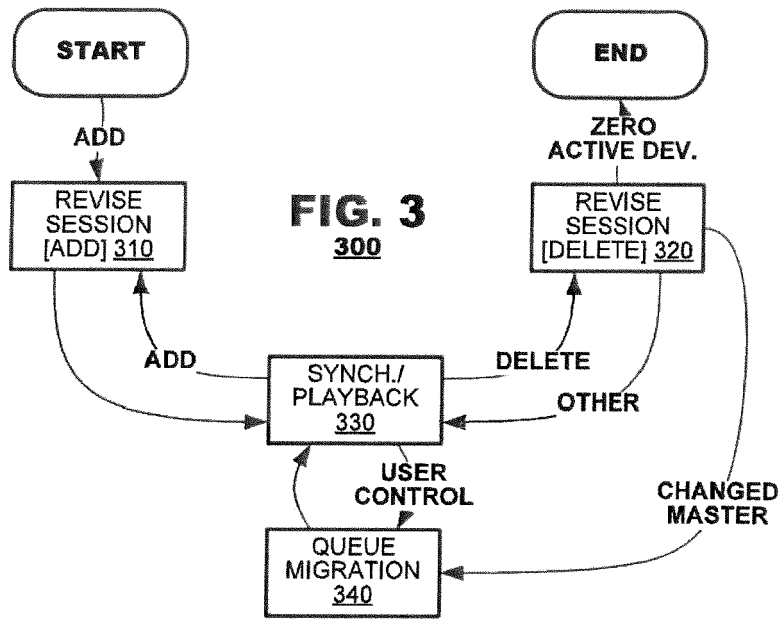 START
END
ADD
ZERO
ACTIVE DEV.
REVISE
SESSION
[ADD] 310
FIG. 3
300
REVISE
SESSION
[DELETE] 320
ADD
DELETE
SYNCH./
PLAYBACK
330
OTHER
USER
CONTROL
CHANGED
MASTER
QUEUE
MIGRATION
340